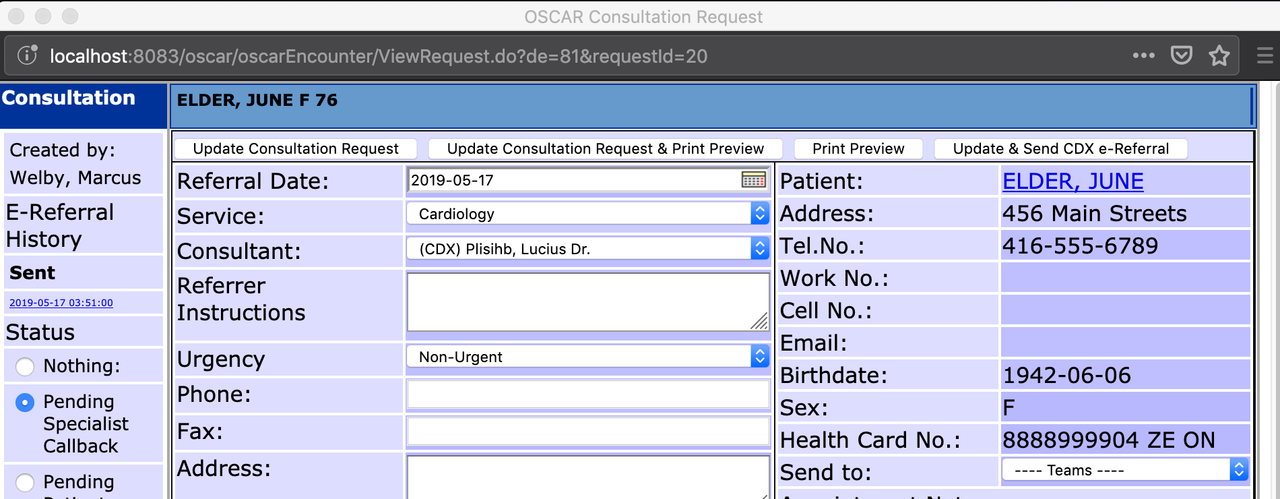 OSCAR Consultation Request
localhost:8083/oscar/oscarEncounter/ViewRequest.do?de=81&requestId=20
Consultation
ELDER, JUNE F 76
Created by:
Welby, Marcus
E-Referral
History
Sent
2019-05-17 03:51:00
Status
Nothing:
Pending
Specialist
Callback
Pending
Update Consultation Request
Update Consultation Request & Print Preview
Print Preview
Update & Send CDX e-Referral
Referral Date:
2019-05-17
Service:
Cardiology
Consultant:
(CDX) Plisihb, Lucius Dr.
Referrer
Instructions
Urgency
Non-Urgent
Phone:
Fax:
Address:
Patient:
ELDER, JUNE
Address:
456 Main Streets
Tel.No.:
416-555-6789
Work No.:
Cell No.:
Email:
Birthdate:
1942-06-06
Sex:
F
Health Card No.:
8888999904 ZE ON
Send to:
---- Teams ----